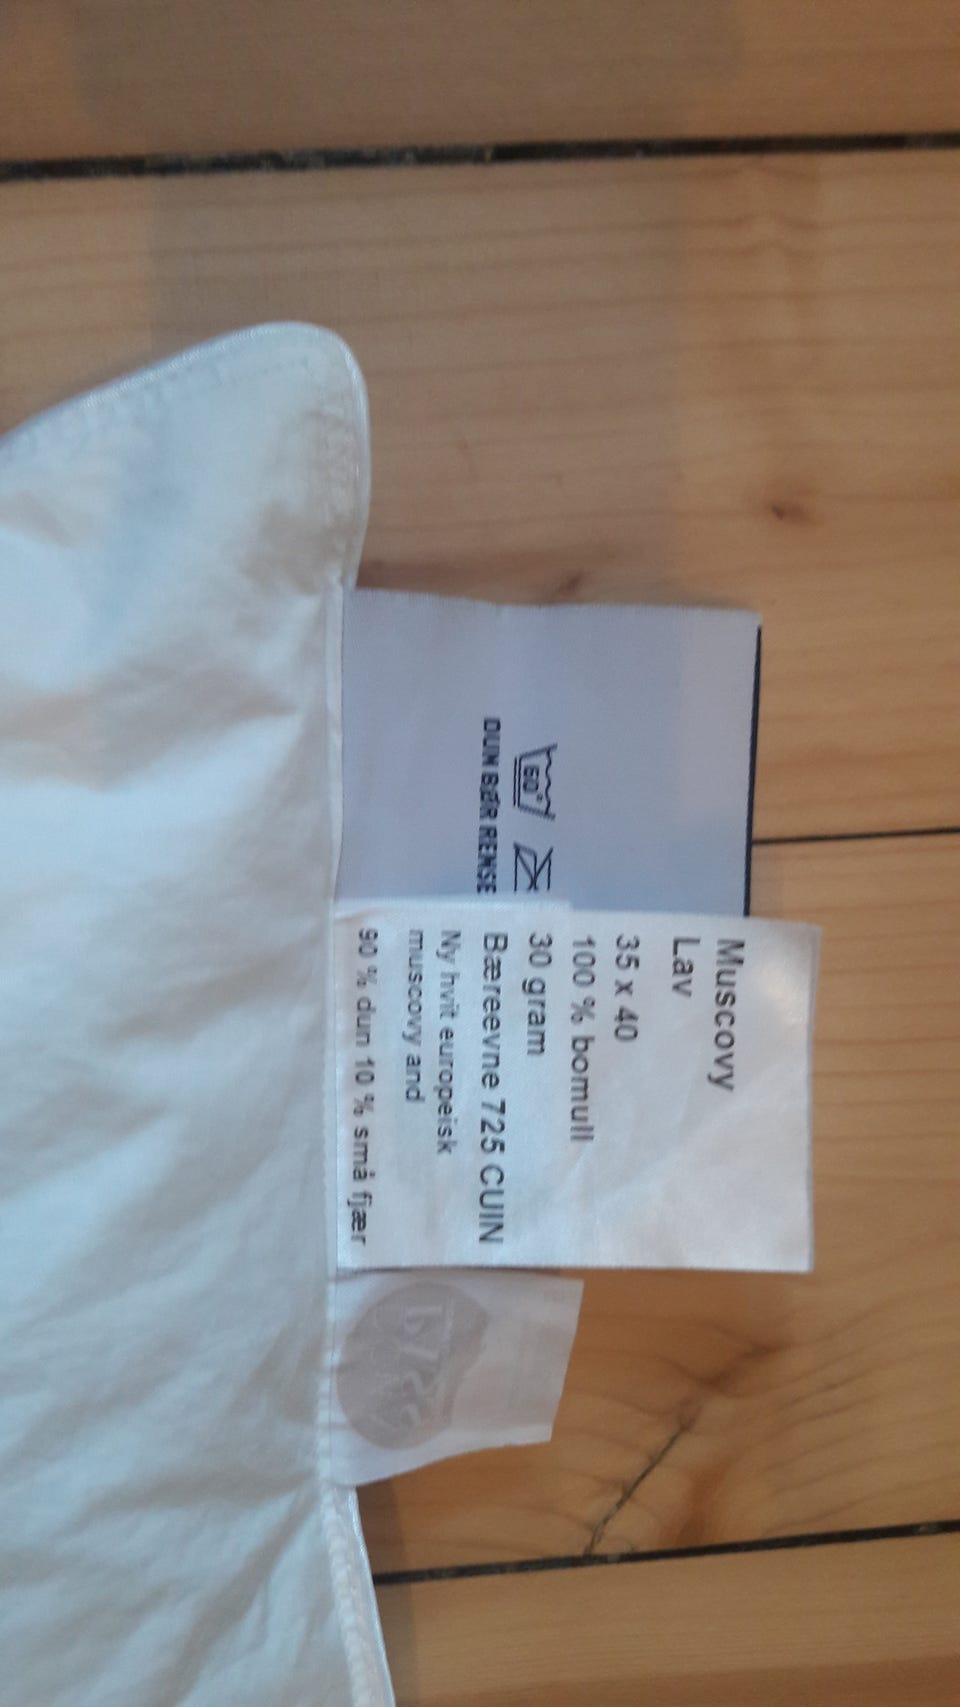 Muscovy
Lav
35 x 40
100 % bomull
30 gram
Bæreevne 725 CUIN
Ny hvit europeisk
muscovy and
90 % dun 10 % små fjær
60°
DUN BØR RENSE